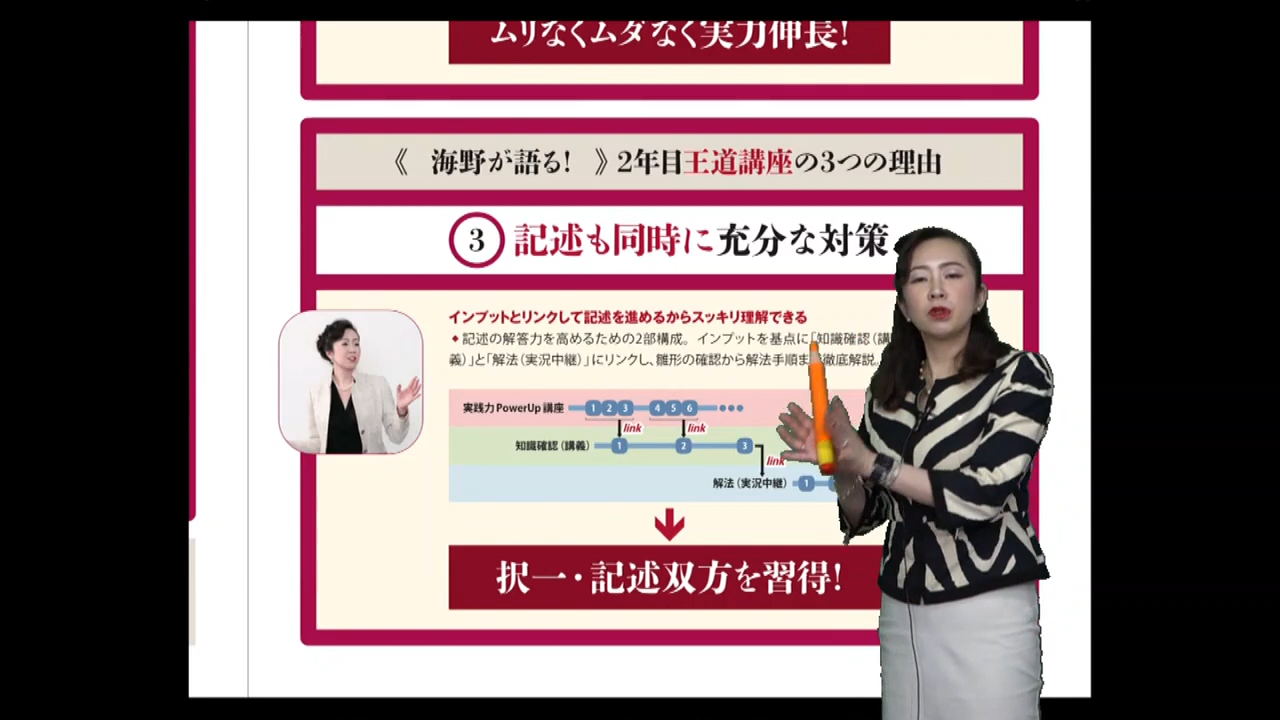 ムリなくムダなく実力伸長!
《 海野が語る! 》2年目王道講座の3つの理由
3 記述も同時に充分な対策
インプットとリンクして記述を進めるからスッキリ理解できる
◆記述の解答力を高めるための2部構成。インプットを基点に「知識確認(講
義)」と「解法(実況中継)」にリンクし、雛形の確認から解法手順ま 徹底解説。
実践力PowerUp講座 1 2 3 4 5 6
link link
知識確認(講義) 1 2 3
link
解法(実況中継) 1
択一・記述双方を習得!